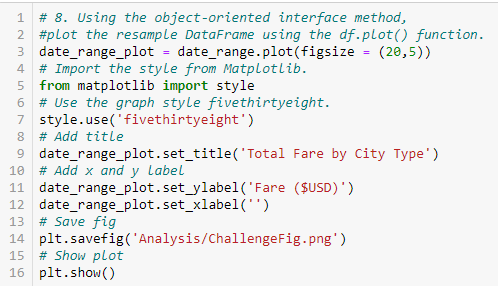 1 # 8. Using the object-oriented interface method,
2 #plot the resample DataFrame using the df.plot() function.
3 date_range_plot = date_range.plot(figsize = (20,5))
4 # Import the style from Matplotlib.
5 from matplotlib import style
6 # Use the graph style fivethirtyeight.
7 style.use('fivethirtyeight')
8 # Add title
9 date_range_plot.set_title('Total Fare by City Type')
10 # Add x and y label
11 date_range_plot.set_ylabel('Fare ($USD)')
12 date_range_plot.set_xlabel('')
13 # Save fig
14 plt.savefig('Analysis/ChallengeFig.png')
15 # Show plot
16 plt.show()